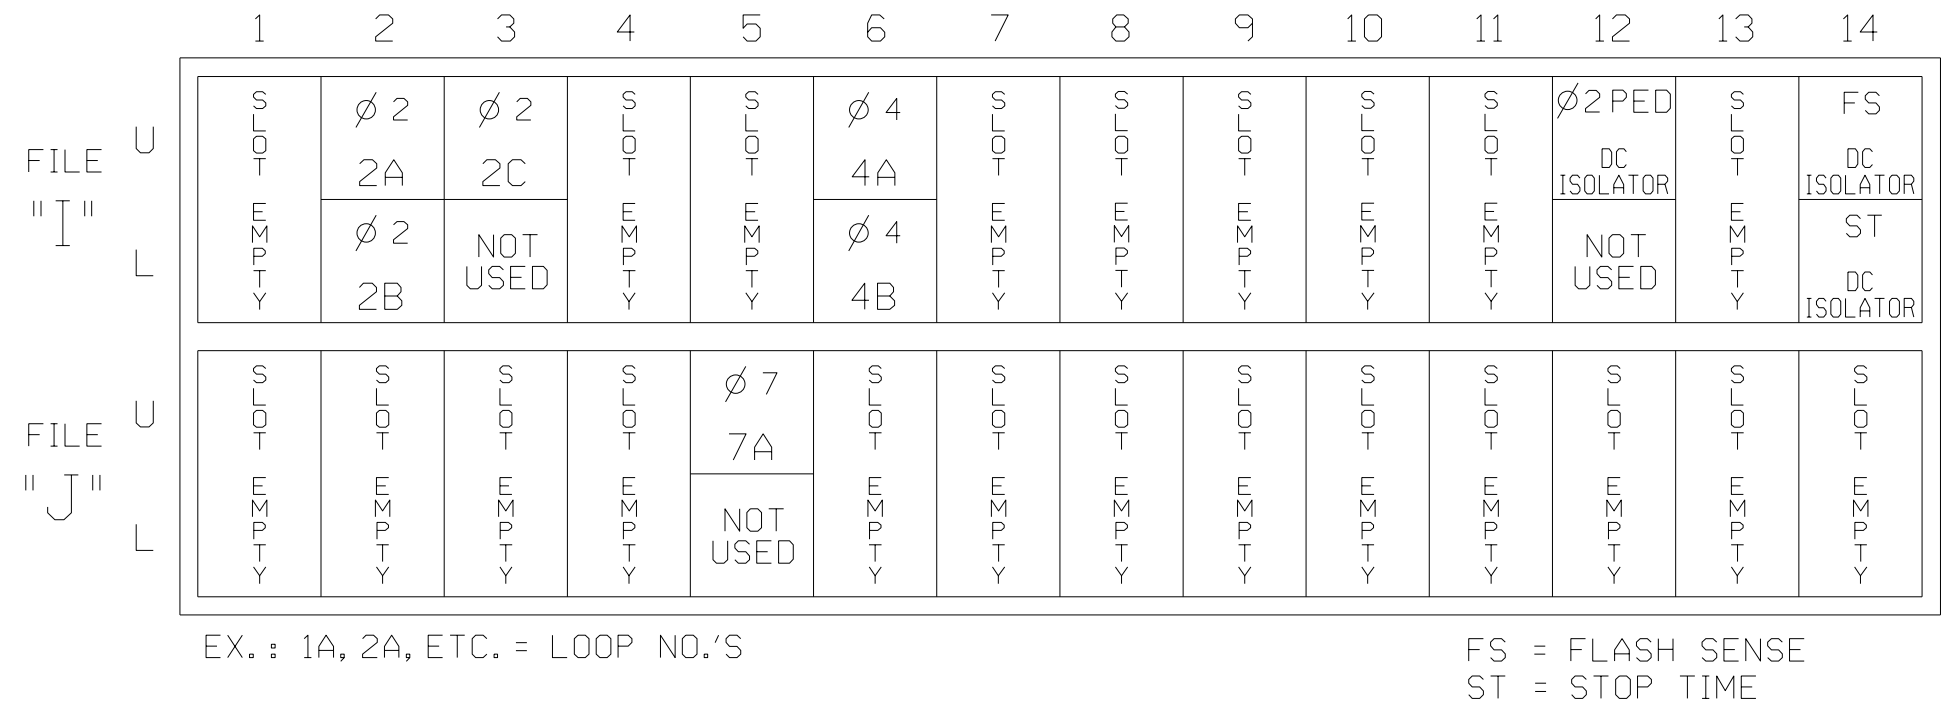 1 2 3 4 5 6 7 8 9 10 11 12 13 14
FILE "I"
U
L
SLOT EMPTY
Ø 2
2A
Ø 2
2B
Ø 2
2C
NOT
USED
SLOT EMPTY
SLOT EMPTY
Ø 4
4A
Ø 4
4B
SLOT EMPTY
SLOT EMPTY
SLOT EMPTY
SLOT EMPTY
SLOT EMPTY
Ø2 PED
DC
ISOLATOR
NOT
USED
SLOT EMPTY
FS
DC
ISOLATOR
ST
DC
ISOLATOR
FILE "J"
U
L
SLOT EMPTY
SLOT EMPTY
SLOT EMPTY
SLOT EMPTY
Ø 7
7A
NOT
USED
SLOT EMPTY
SLOT EMPTY
SLOT EMPTY
SLOT EMPTY
SLOT EMPTY
SLOT EMPTY
SLOT EMPTY
SLOT EMPTY
SLOT EMPTY
EX.: 1A, 2A, ETC. = LOOP NO.'S
FS = FLASH SENSE
ST = STOP TIME